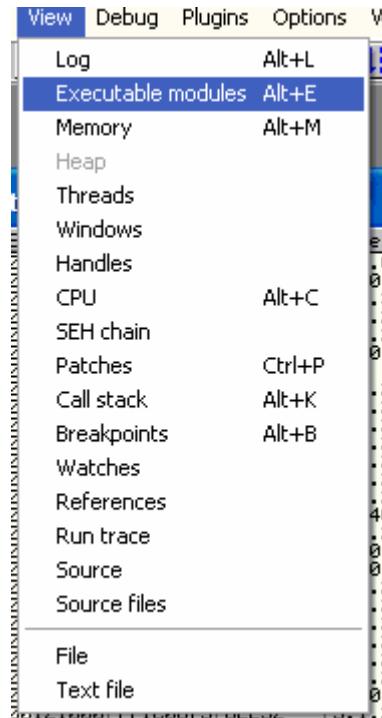 View Debug Plugins Options
Log Alt+L
Executable modules Alt+E
Memory Alt+M
Heap
Threads
Windows
Handles
CPU Alt+C
SEH chain
Patches Ctrl+P
Call stack Alt+K
Breakpoints Alt+B
Watches
References
Run trace
Source
Source files
File
Text file